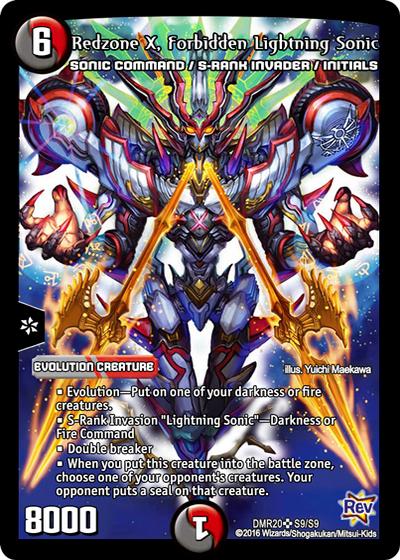 6
Redzone X, Forbidden Lightning Sonic
SONIC COMMAND / S-RANK INVADER / INITIALS
EVOLUTION CREATURE
illus. Yuichi Maekawa
■ Evolution—Put on one of your darkness or fire
creatures.
■ S-Rank Invasion "Lightning Sonic"—Darkness or
Fire Command
■ Double breaker
■ When you put this creature into the battle zone,
choose one of your opponent's creatures. Your
opponent puts a seal on that creature.
Rev
8000
1
DMR20 S9/S9
©2016 Wizards/Shogakukan/Mitsui-Kids